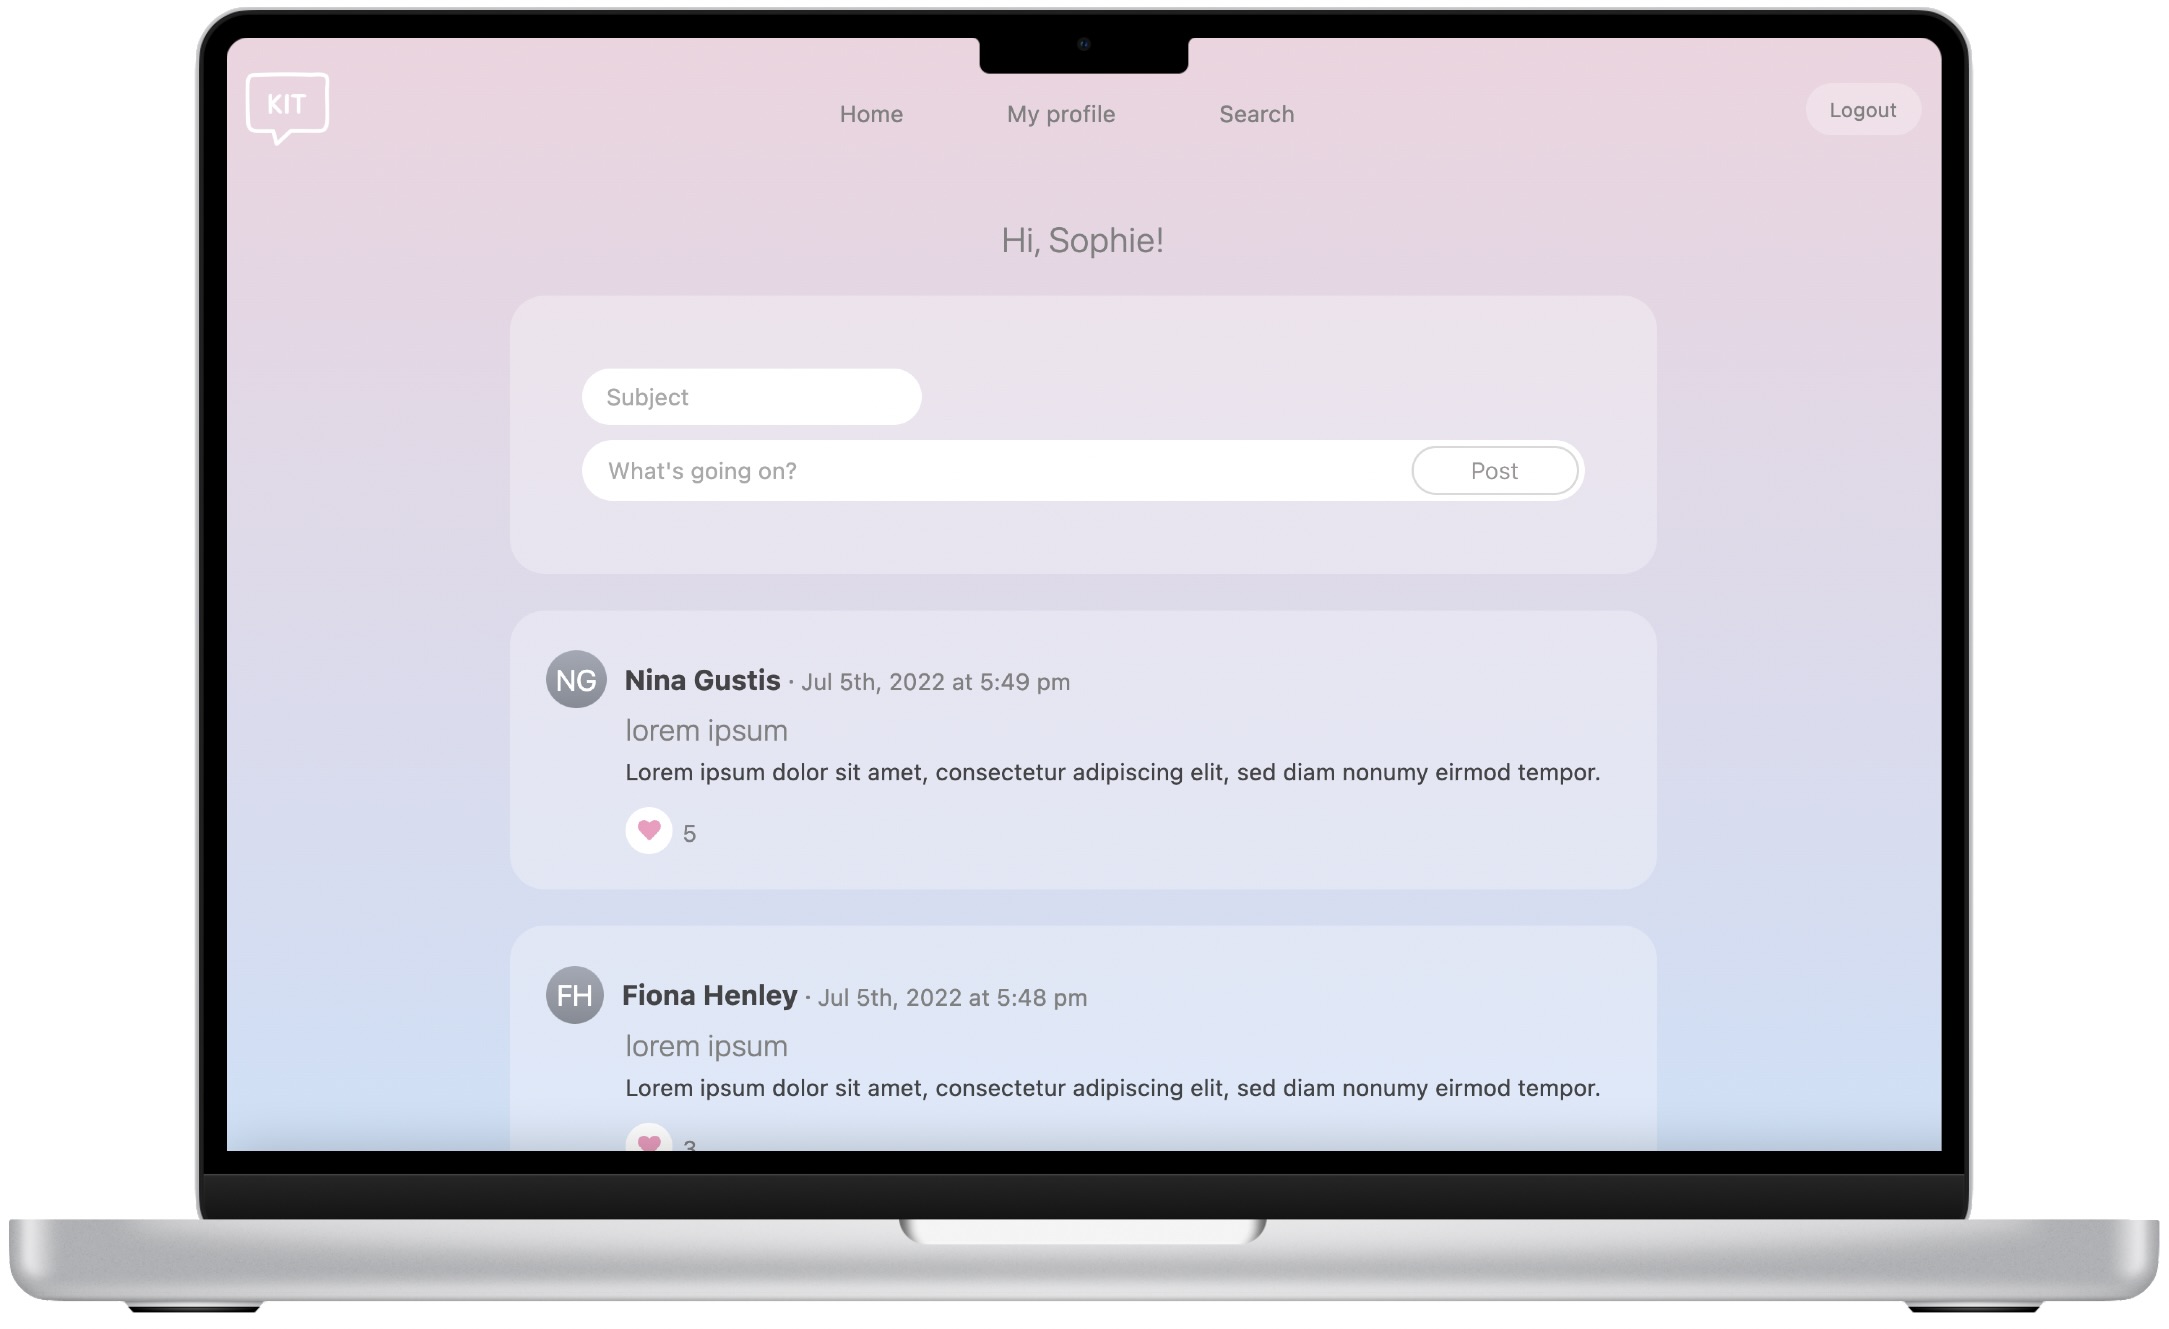 KIT
Home
My profile
Search
Logout
Hi, Sophie!
Subject
What's going on?
Post
NG
Nina Gustis · Jul 5th, 2022 at 5:49 pm
lorem ipsum
Lorem ipsum dolor sit amet, consectetur adipiscing elit, sed diam nonumy eirmod tempor.
5
FH
Fiona Henley · Jul 5th, 2022 at 5:48 pm
lorem ipsum
Lorem ipsum dolor sit amet, consectetur adipiscing elit, sed diam nonumy eirmod tempor.
3